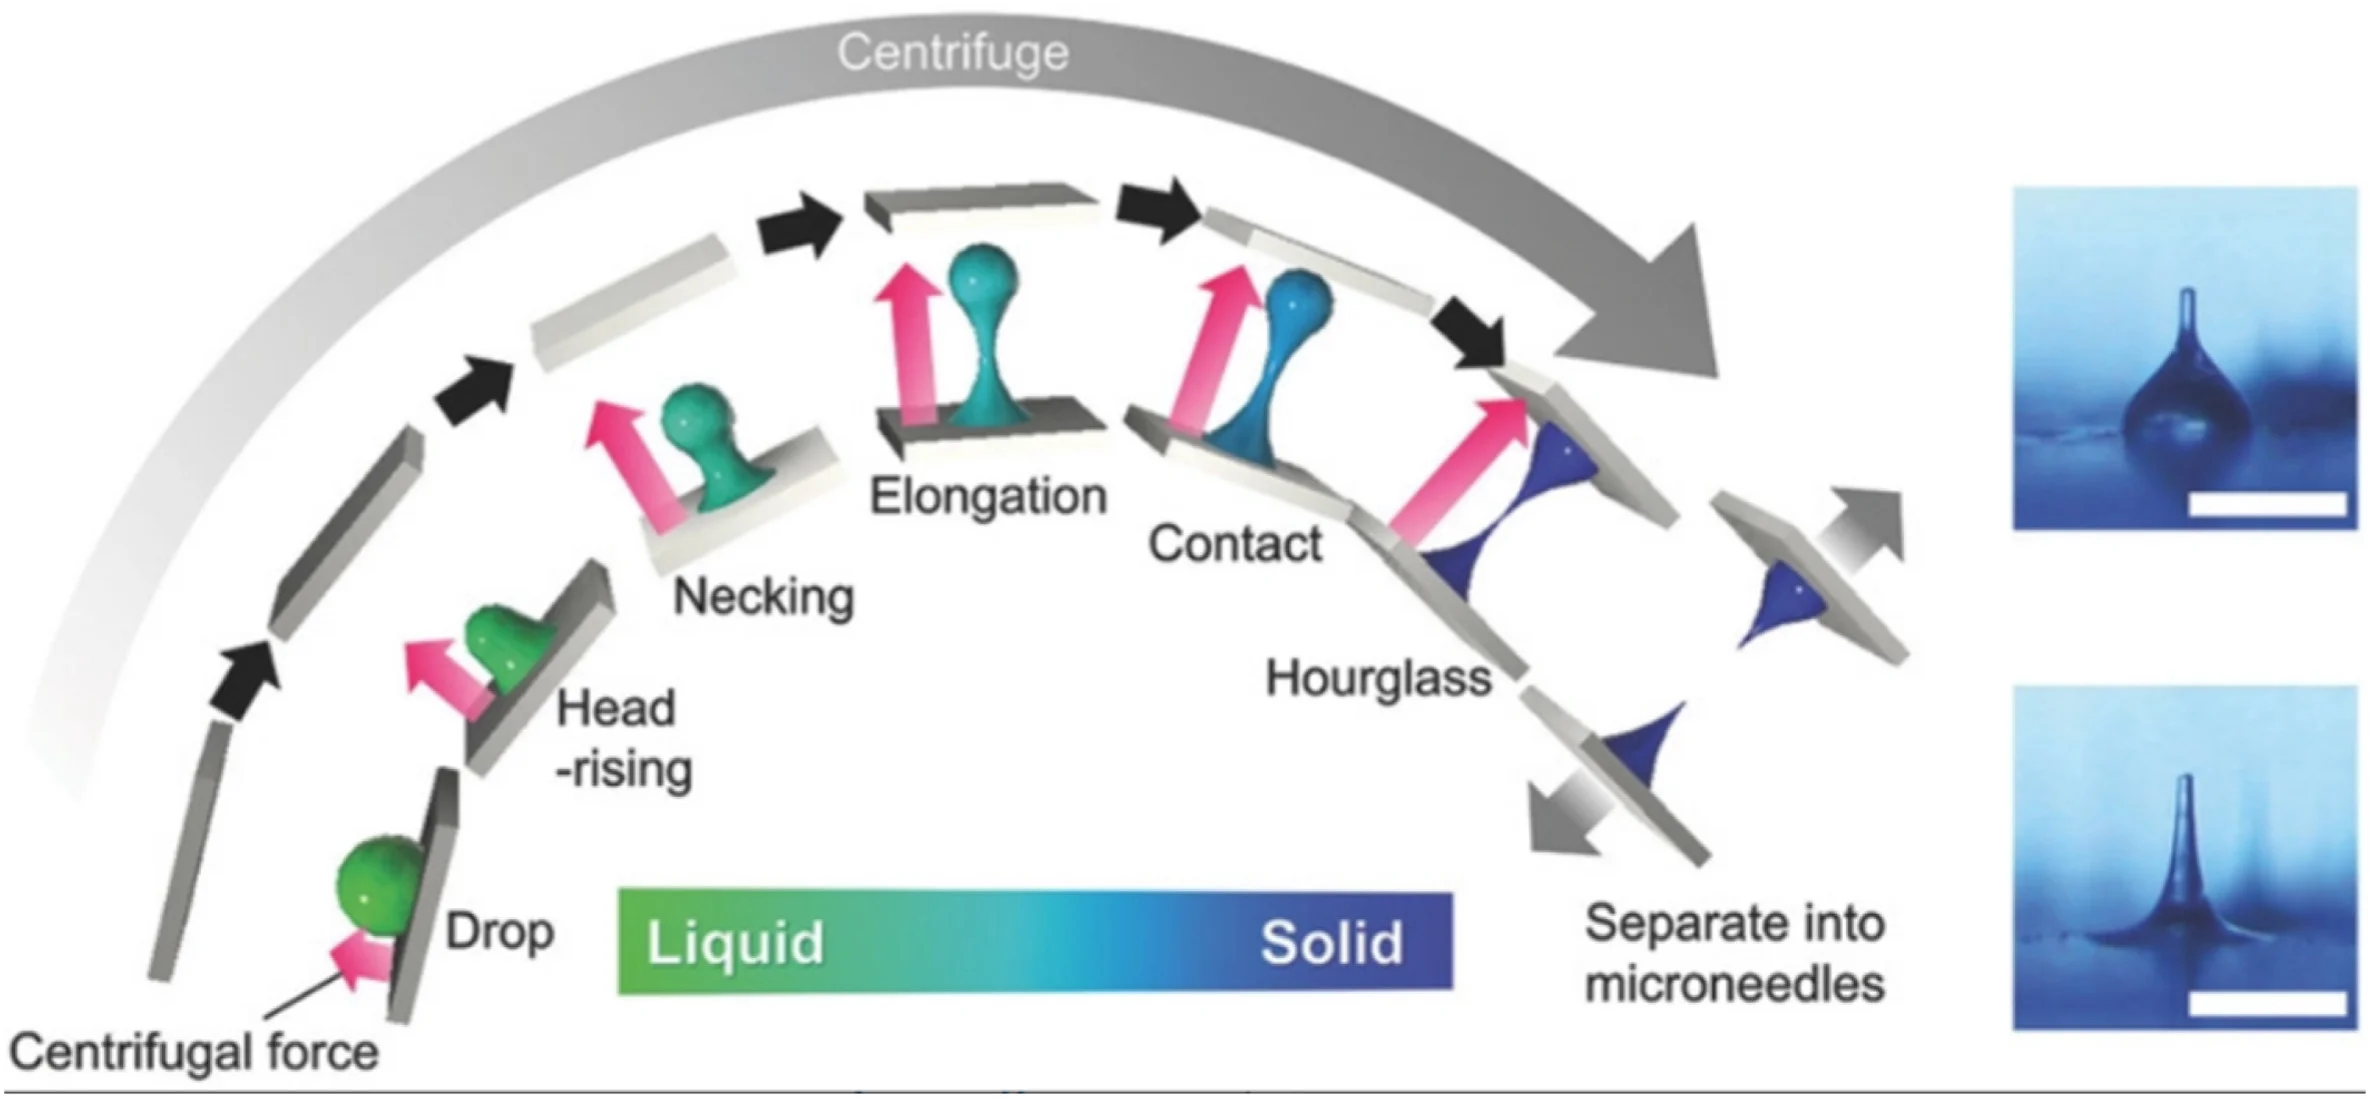 Centrifuge
Elongation
Contact
Necking
Hourglass
Head
-rising
Drop
Liquid
Solid
Separate into
microneedles
Centrifugal force